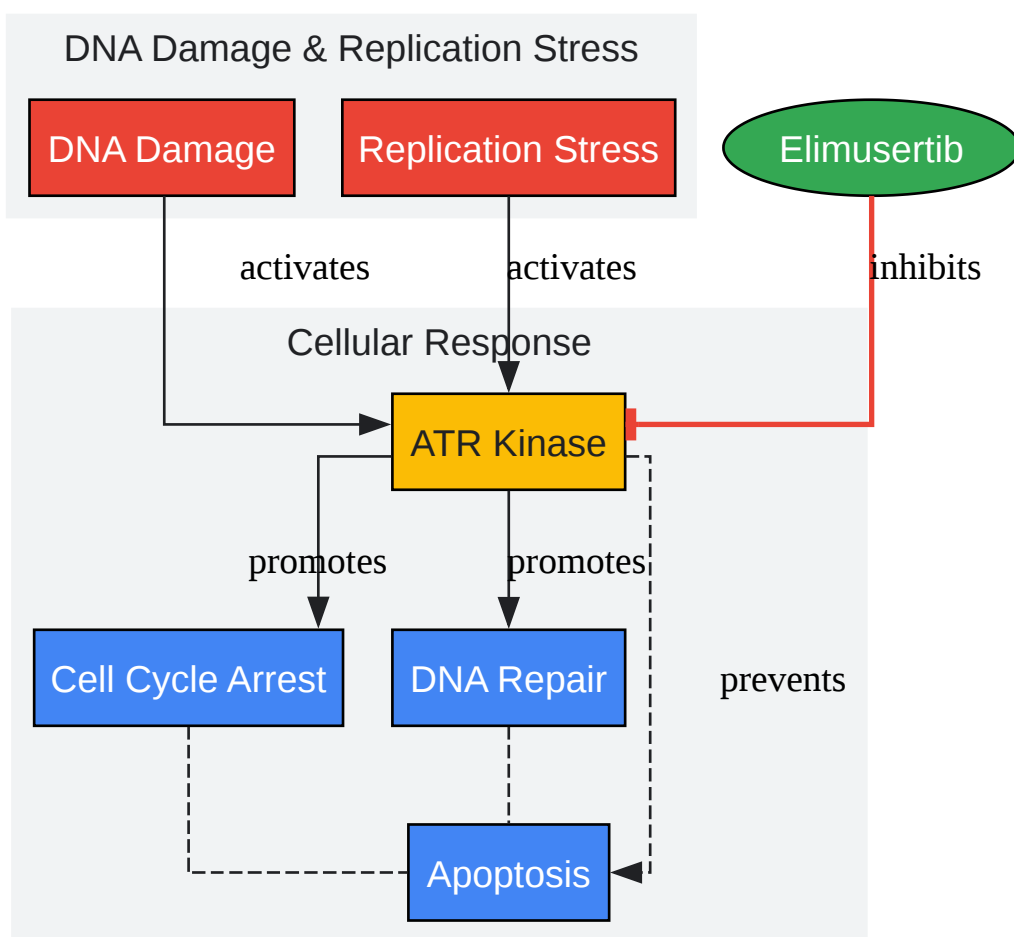 DNA Damage & Replication Stress
DNA Damage
Replication Stress
Elimusertib
activates
activates
inhibits
Cellular Response
ATR Kinase
promotes
promotes
Cell Cycle Arrest
DNA Repair
prevents
Apoptosis